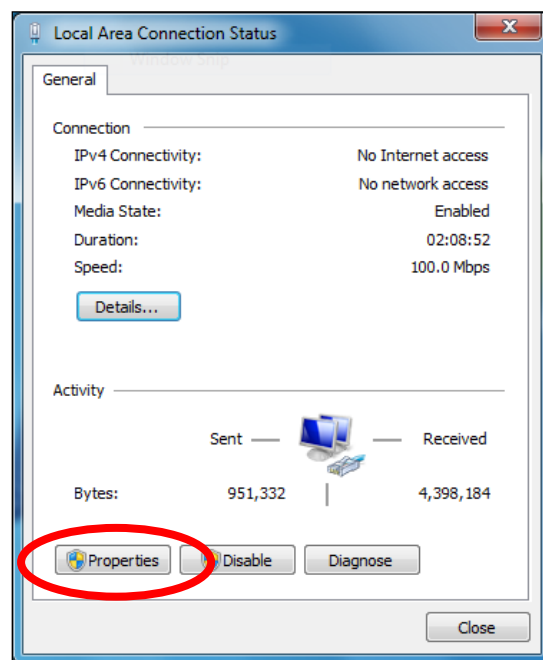 Local Area Connection Status
Window Snip
General
Connection
IPv4 Connectivity: No Internet access
IPv6 Connectivity: No network access
Media State: Enabled
Duration: 02:08:52
Speed: 100.0 Mbps
Details...
Activity
Sent Received
Bytes: 951,332 4,398,184
Properties Disable Diagnose
Close